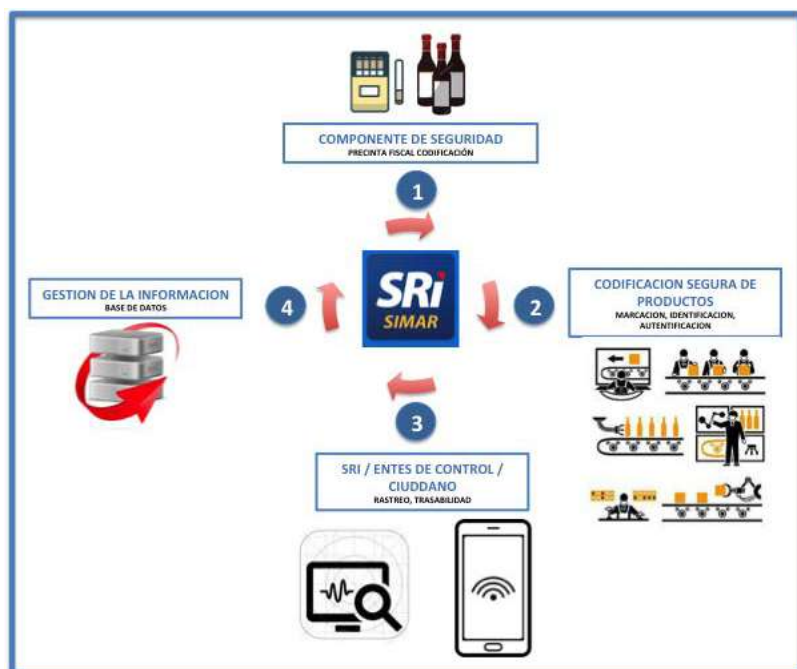 COMPONENTE DE SEGURIDAD
PRECINTA FISCAL CODIFICACIÓN
1
SRi
SIMAR
GESTION DE LA INFORMACION
BASE DE DATOS
4
2
CODIFICACION SEGURA DE
PRODUCTOS
MARCACION, IDENTIFICACION,
AUTENTIFICACION
3
SRI / ENTES DE CONTROL /
CIUDDANO
RASTREO, TRASABILIDAD